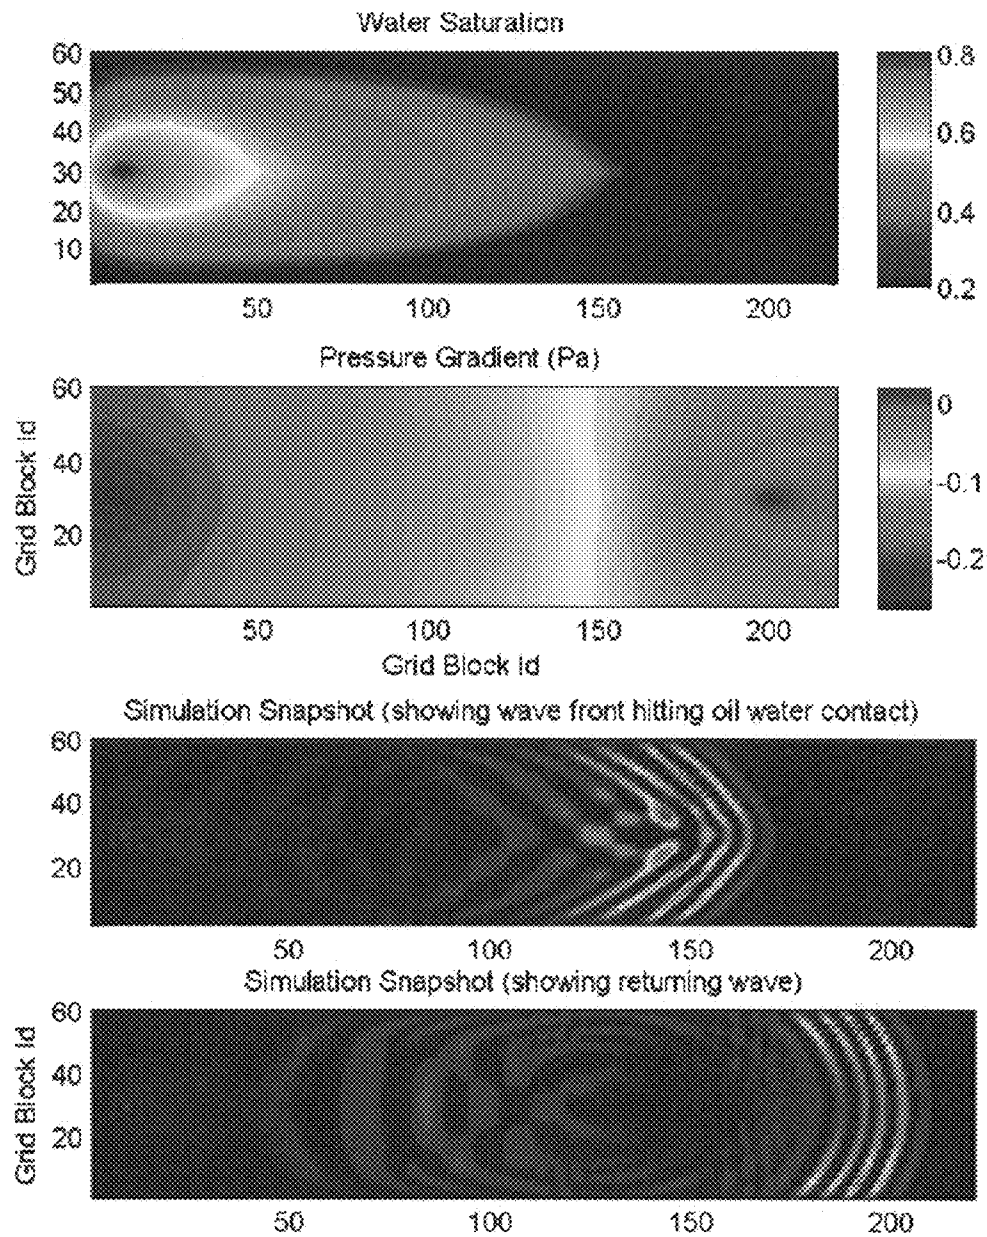 Water Saturation
60
50
40
30
20
10
50 100 150 200
0.8
0.6
0.4
0.2
Pressure Gradient (Pa)
Grid Block Id
60
40
20
50 100 150 200
Grid Block Id
0
-0.1
-0.2
Simulation Snapshot (showing wave front hitting oil water contact)
60
40
20
50 100 150 200
Simulation Snapshot (showing returning wave)
Grid Block Id
60
40
20
50 100 150 200